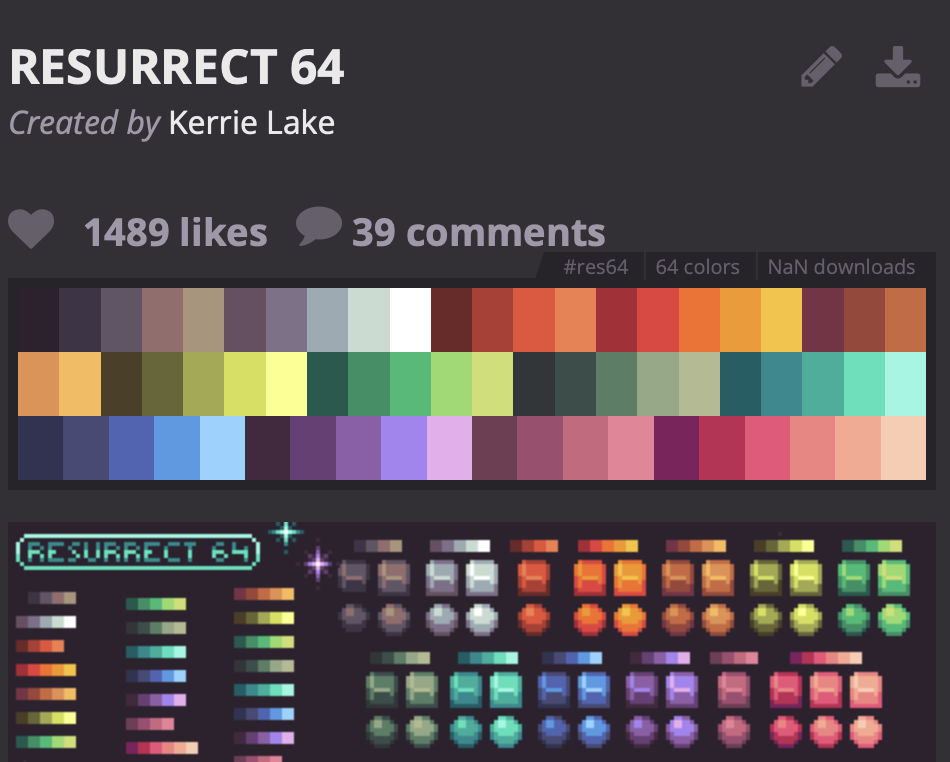 RESURRECT 64
Created by Kerrie Lake
1489 likes 39 comments
#res64 64 colors NaN downloads
RESURRECT 64